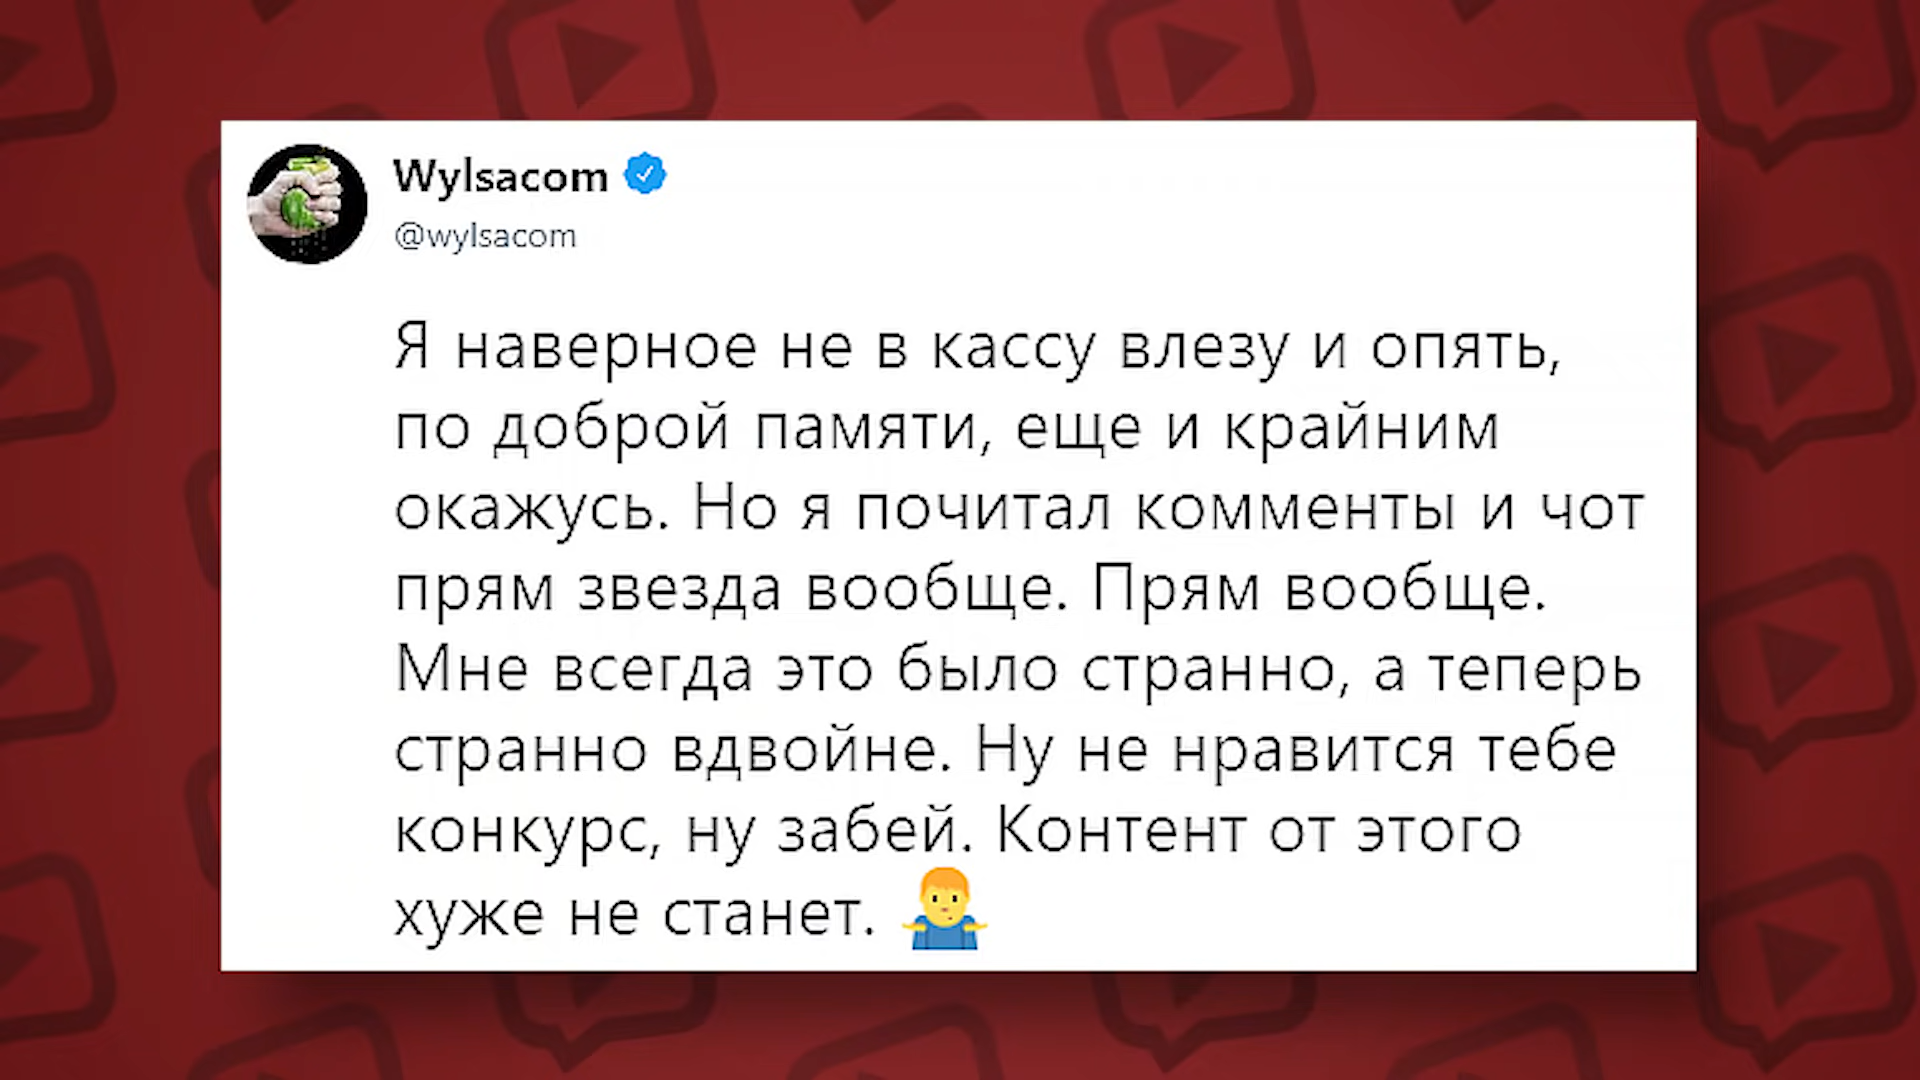 Wylsacom
@wylsacom
Я наверное не в кассу влезу и опять,
по доброй памяти, еще и крайним
окажусь. Но я почитал комменты и чот
прям звезда вообще. Прям вообще.
Мне всегда это было странно, а теперь
странно вдвойне. Ну не нравится тебе
конкурс, ну забей. Контент от этого
хуже не станет. 🤷‍♂️